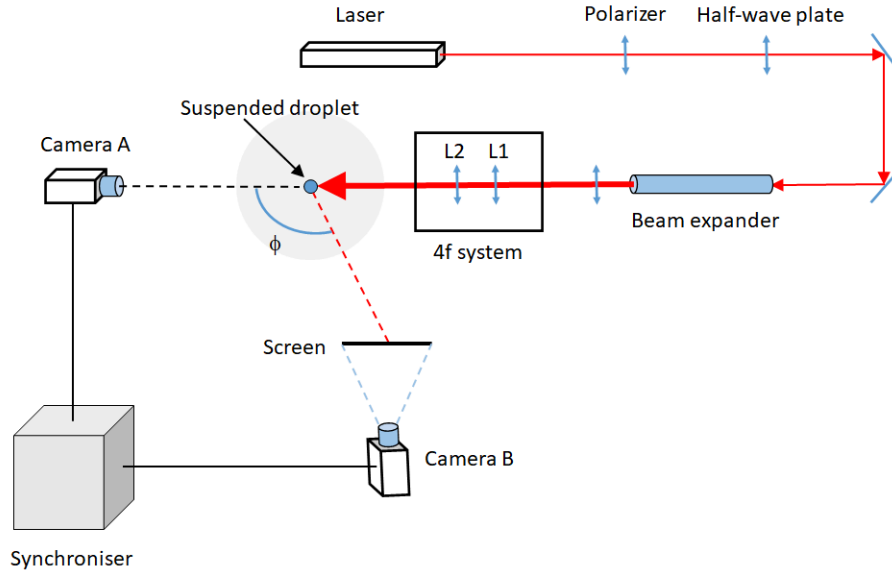 Laser
Polarizer
Half-wave plate
Suspended droplet
Camera A
L2
L1
Beam expander
4f system
ϕ
Screen
Camera B
Synchroniser